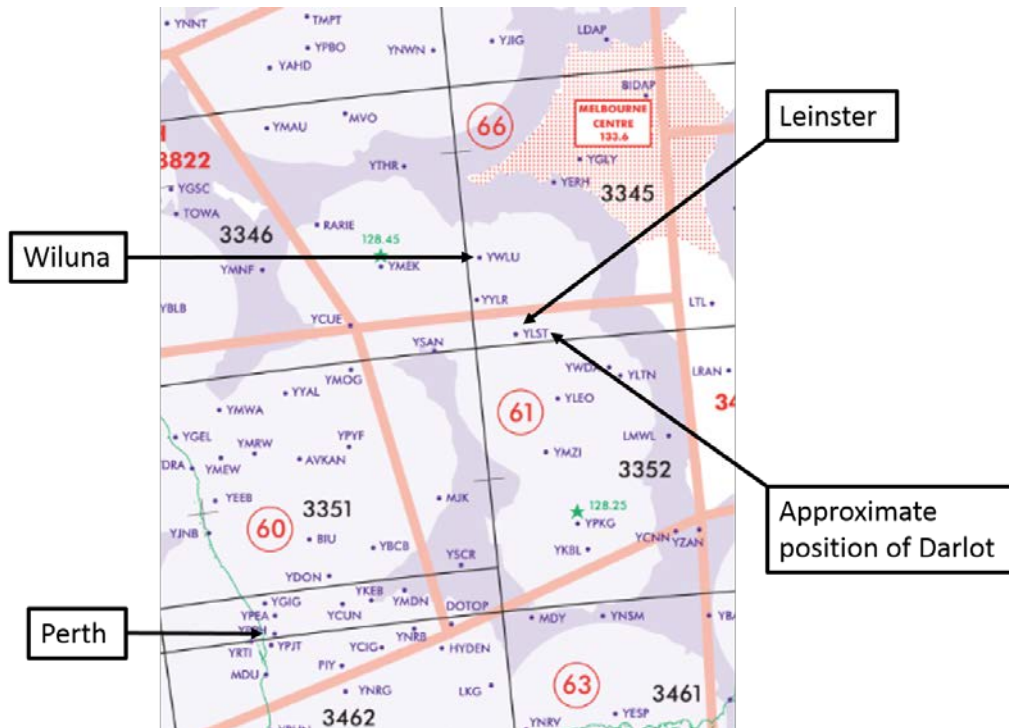 YNNT
TMPT
YPBO
YAHD
YNWN
YJIG
LDAP
BIDAP
MELBOURNE
CENTRE
133.6
66
Leinster
YMAU
MVO
YTHR
YGLY
YERH
3345
3822
YGSC
TOWA
RARIE
3346
128.45
Wiluna
YMNF
YMEK
YWLU
YYLR
LTL
YBLB
YCUE
YLST
YSAN
YWDA
YLTN
LRAN
YMOG
YYAL
YLEO
YMWA
61
34
YGEL
YMRW
YPYF
LMWL
YMEW
AVKAN
YMZI
3352
YEEB
3351
MJK
128.25
Approximate
position of Darlot
YJNB
60
BIU
YBCB
YPKG
YKBL
YCNN
YZAN
YSCR
YDON
YGIG
YKEB
YMDN
YCUN
DOTOP
MDY
YNSM
YPEA
Perth
YRTI
YPJT
YCIG
YNRB
HYDEN
MDU
PIY
YNRG
LKG
63
3461
3462
YESP
YNRV